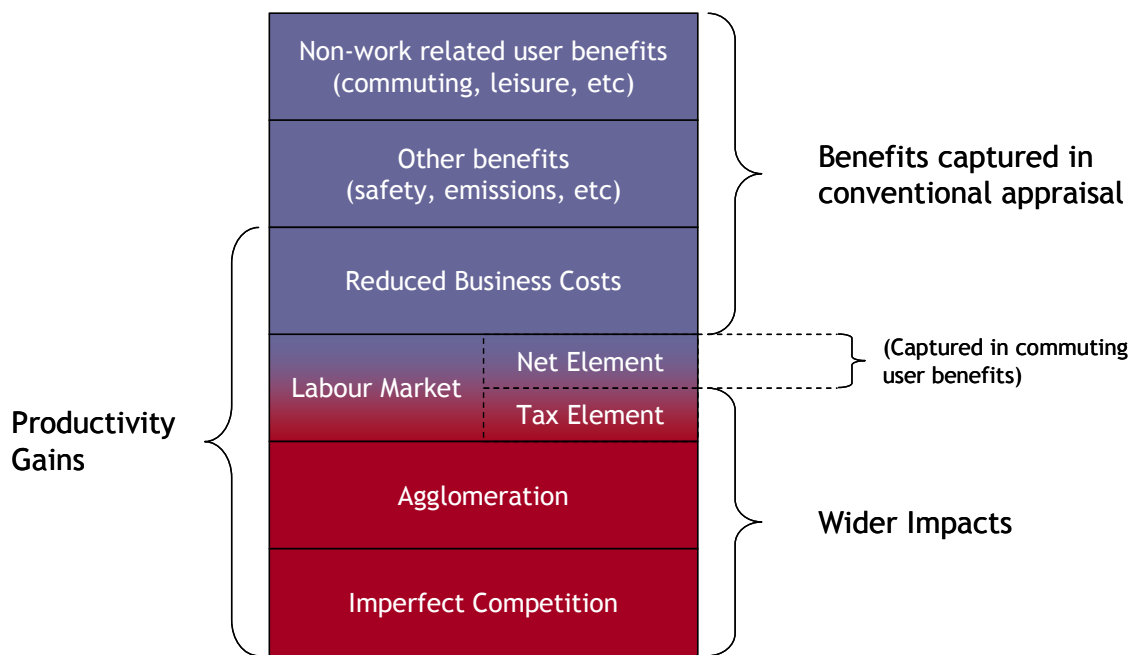 Non-work related user benefits
(commuting, leisure, etc)
Other benefits
(safety, emissions, etc)
Benefits captured in
conventional appraisal
Reduced Business Costs
Labour Market
Net Element
Tax Element
(Captured in commuting
user benefits)
Productivity
Gains
Agglomeration
Wider Impacts
Imperfect Competition